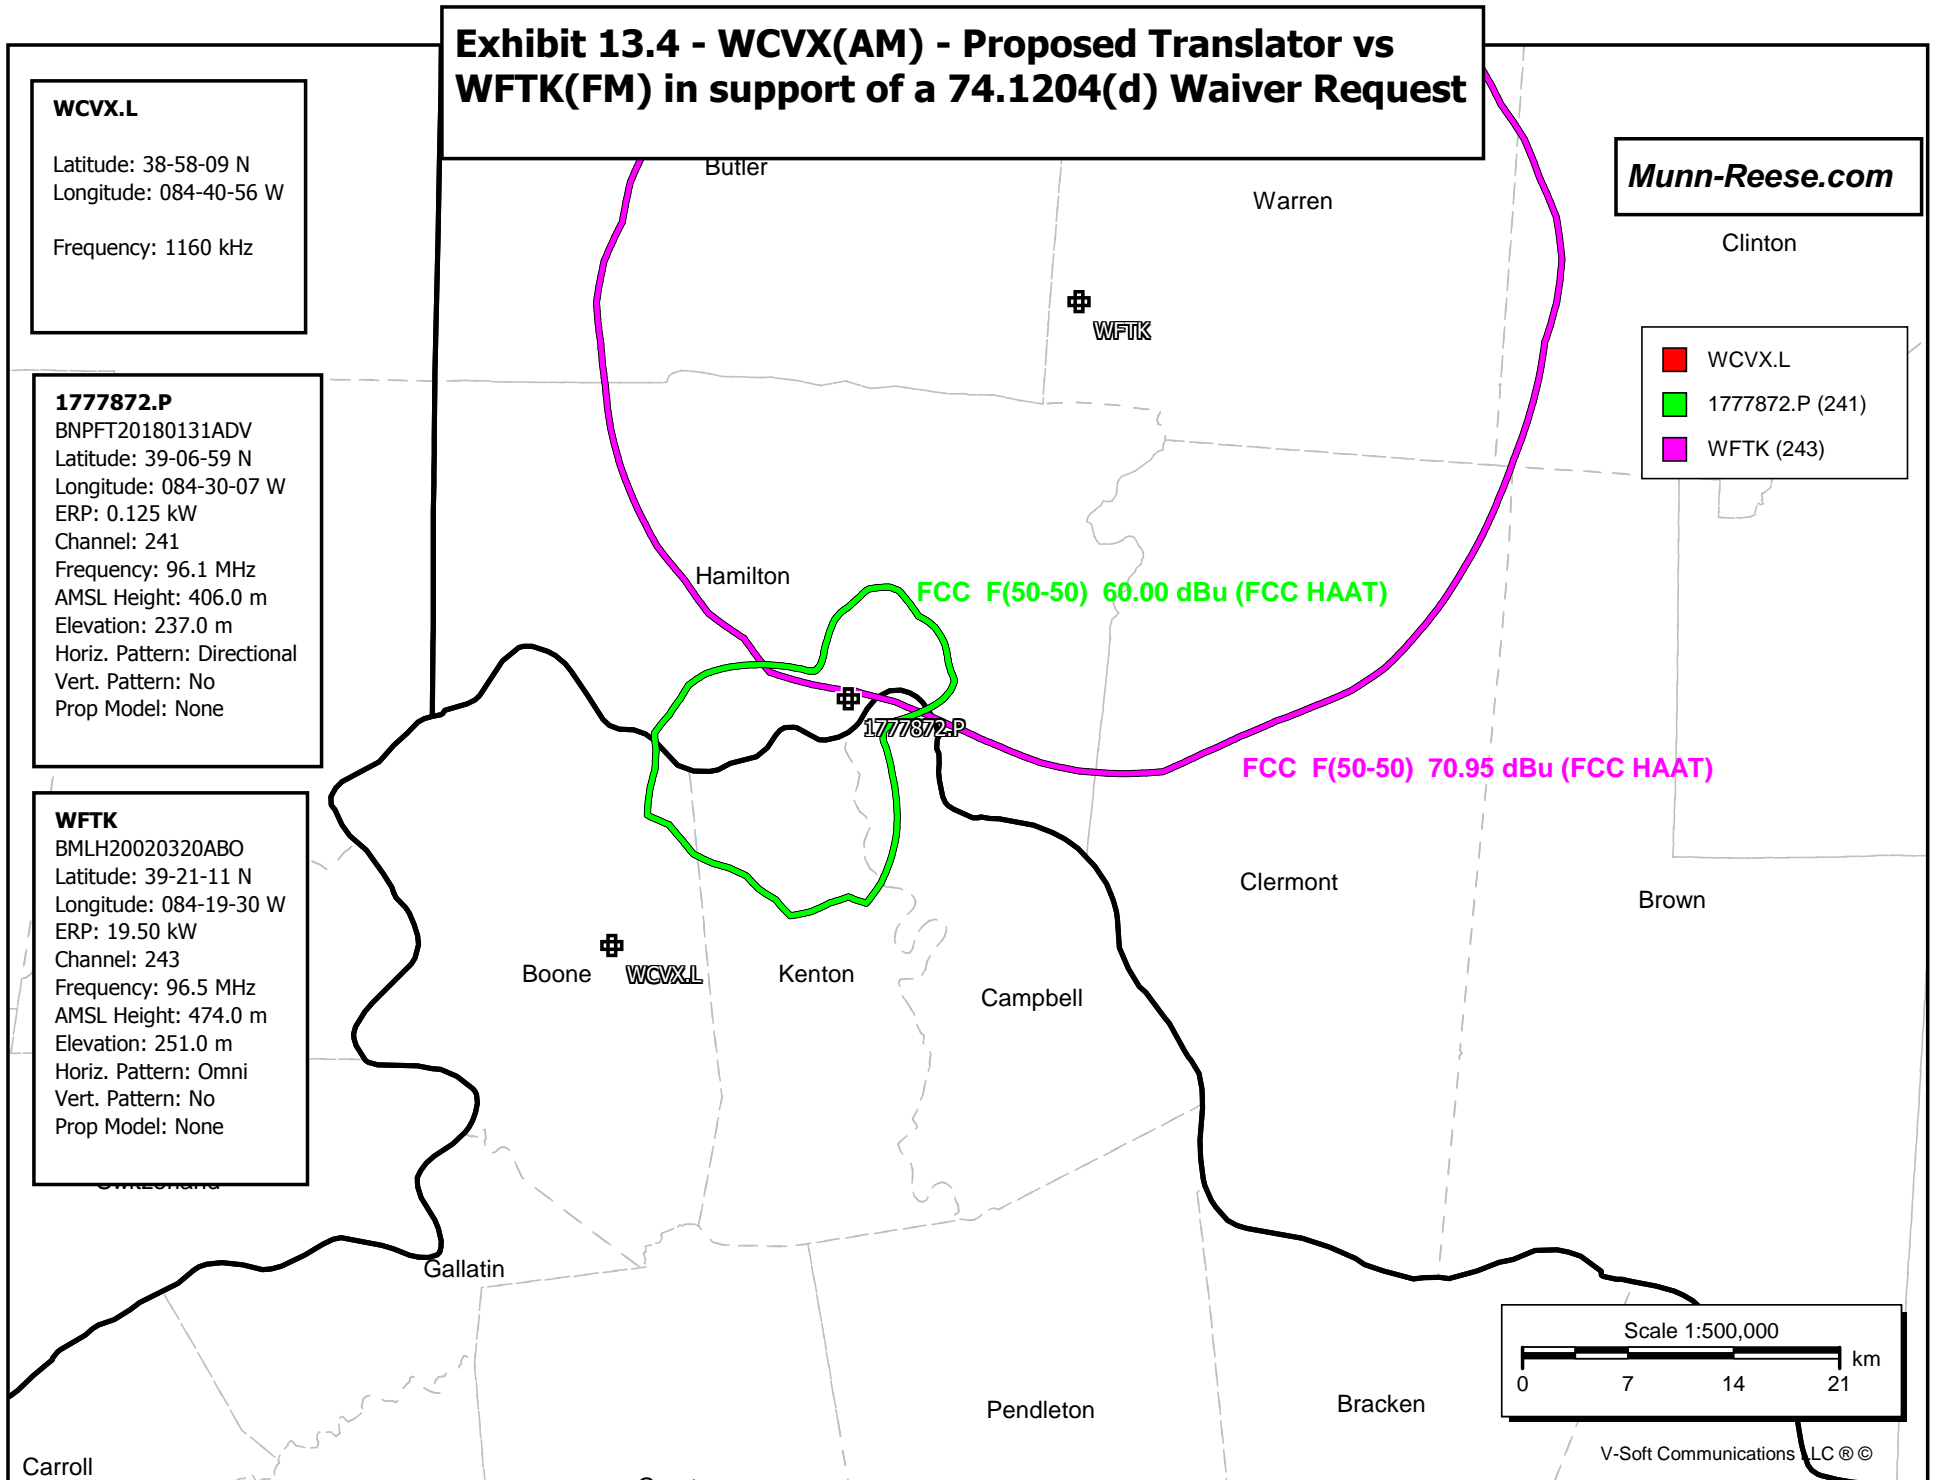 Exhibit 13.4 - WCVX(AM) - Proposed Translator vs
WFTK(FM) in support of a 74.1204(d) Waiver Request
WCVX.L
Latitude: 38-58-09 N
Longitude: 084-40-56 W
Frequency: 1160 kHz
1777872.P
BNPFT20180131ADV
Latitude: 39-06-59 N
Longitude: 084-30-07 W
ERP: 0.125 kW
Channel: 241
Frequency: 96.1 MHz
AMSL Height: 406.0 m
Elevation: 237.0 m
Horiz. Pattern: Directional
Vert. Pattern: No
Prop Model: None
WFTK
BMLH20020320ABO
Latitude: 39-21-11 N
Longitude: 084-19-30 W
ERP: 19.50 kW
Channel: 243
Frequency: 96.5 MHz
AMSL Height: 474.0 m
Elevation: 251.0 m
Horiz. Pattern: Omni
Vert. Pattern: No
Prop Model: None
Munn-Reese.com
WCVX.L
1777872.P (241)
WFTK (243)
Butler
Warren
Clinton
WFTK
Hamilton
FCC F(50-50) 60.00 dBu (FCC HAAT)
1777872.P
FCC F(50-50) 70.95 dBu (FCC HAAT)
Clermont
Brown
Boone
WCVX.L
Kenton
Campbell
Gallatin
Pendleton
Bracken
Carroll
Scale 1:500,000
0 7 14 21 km
V-Soft Communications LLC ® ©